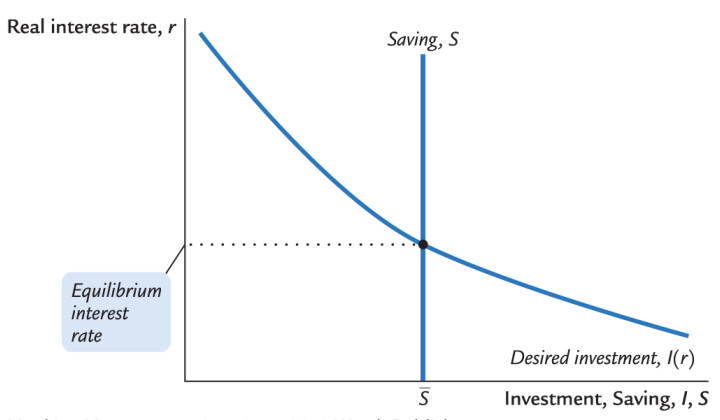 Real interest rate, r
Saving, S
Equilibrium
interest
rate
Desired investment, I(r)
S̅
Investment, Saving, I, S